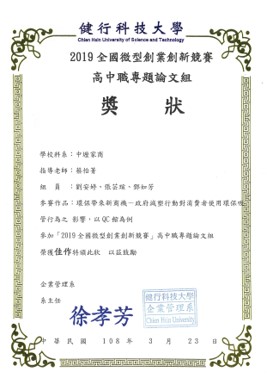 健行科技大學
Chien Hsin University of Science and Technology
2019 全國微型創業創新競賽
高中職專題論文組
獎 狀
學校科系：中壢家商
指導老師：蔡怡菁
組 員：劉安婷、張芸瑄、鄧如芳
參賽作品：環保帶來新商機－政府減塑行動對消費者使用環保吸
管行為之 影響，以QC館為例
參加「2019全國微型創業創新競賽」高中職專題論文組
榮獲佳作特頒此狀 以茲鼓勵
企業管理系
系主任
徐孝芳
健行科技大學
企業管理系
中 華 民 國 108 年 3 月 23 日